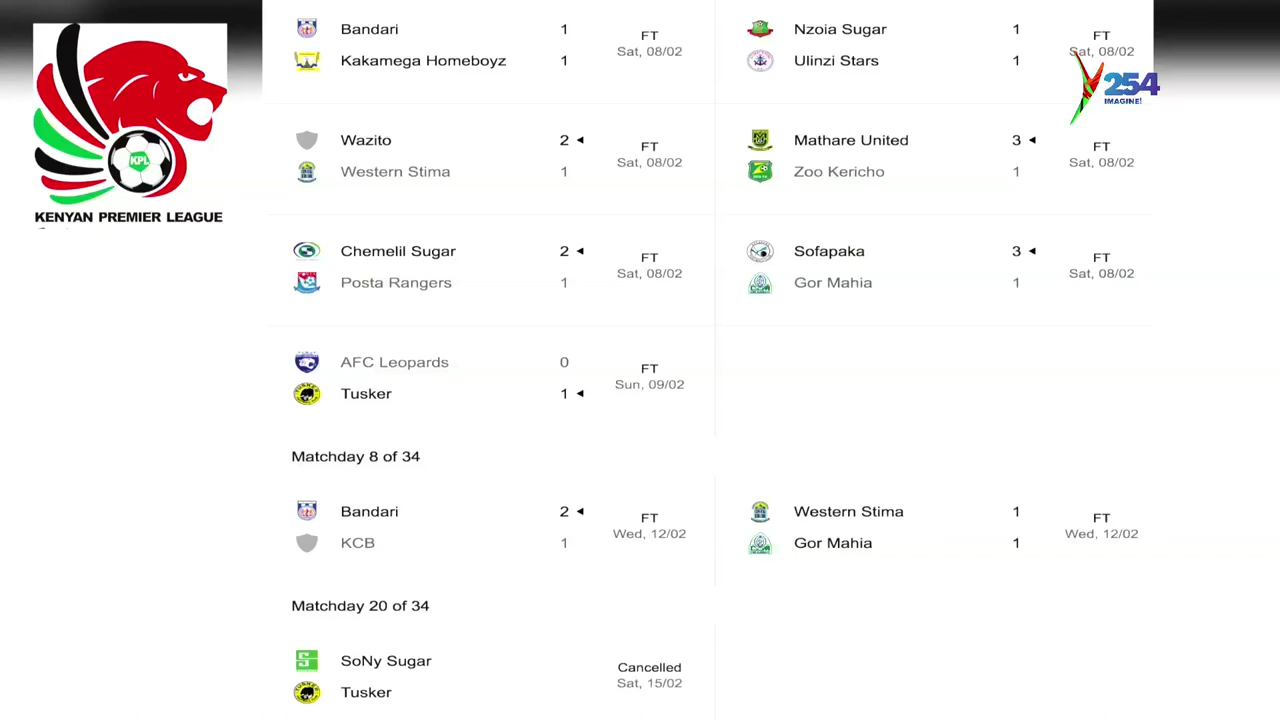 KPL
KENYAN PREMIER LEAGUE
254
IMAGINE!
Bandari 1
Kakamega Homeboyz 1
FT
Sat, 08/02
Nzoia Sugar 1
Ulinzi Stars 1
FT
Sat, 08/02
Wazito 2
Western Stima 1
FT
Sat, 08/02
Mathare United 3
Zoo Kericho 1
FT
Sat, 08/02
Chemelil Sugar 2
Posta Rangers 1
FT
Sat, 08/02
Sofapaka 3
Gor Mahia 1
FT
Sat, 08/02
AFC Leopards 0
Tusker 1
FT
Sun, 09/02
Matchday 8 of 34
Bandari 2
KCB 1
FT
Wed, 12/02
Western Stima 1
Gor Mahia 1
FT
Wed, 12/02
Matchday 20 of 34
SoNy Sugar
Tusker
Cancelled
Sat, 15/02